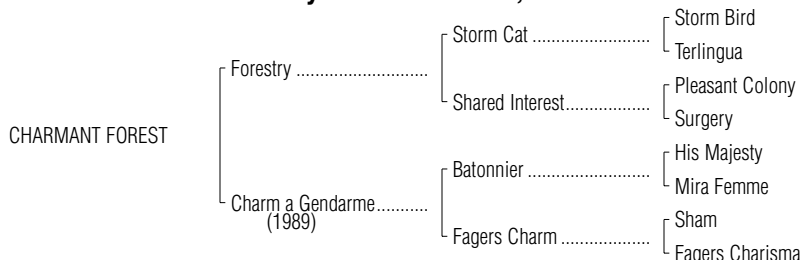 Storm Bird
Storm Cat ..............................
Terlingua
Forestry ..................................
Pleasant Colony
Shared Interest.....................
Surgery
CHARMANT FOREST
His Majesty
Batonnier ...............................
Mira Femme
Charm a Gendarme.............
(1989)
Sham
Fagers Charm .......................
Fagers Charisma